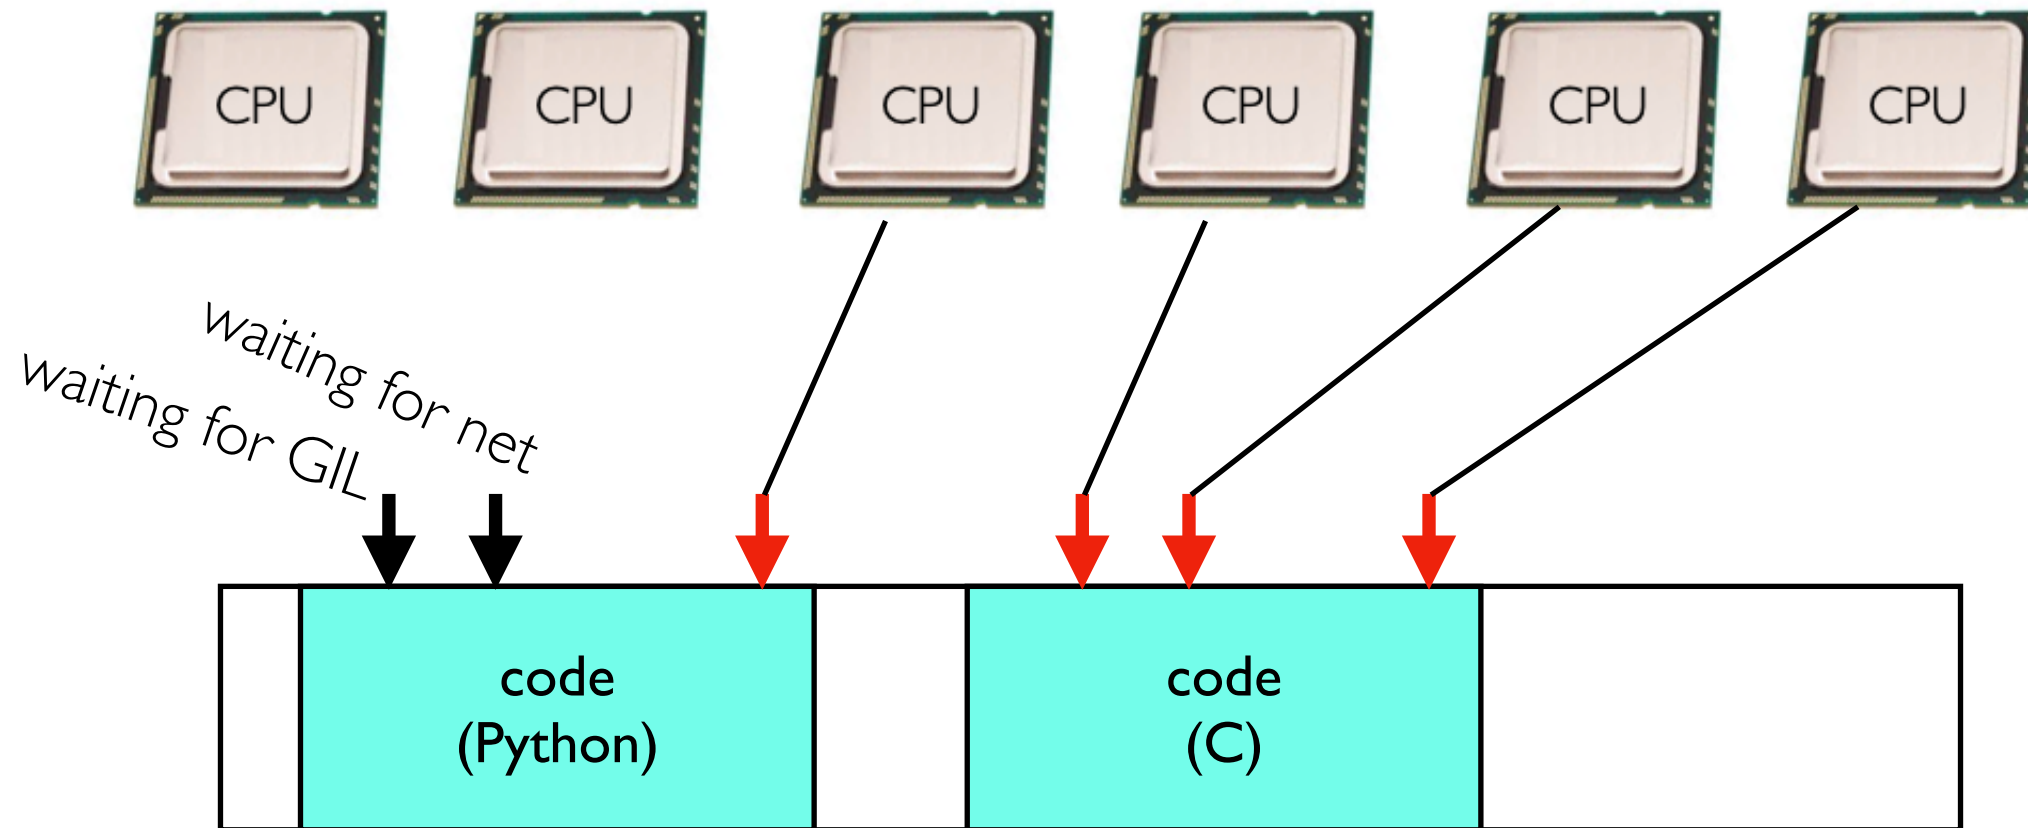 CPU
CPU
CPU
CPU
CPU
CPU
waiting for net
waiting for GIL
code
(Python)
code
(C)